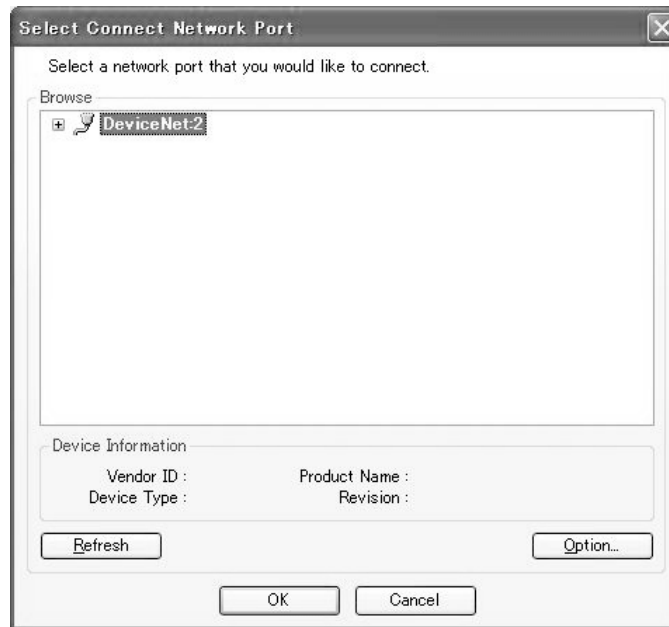 Select Connect Network Port
Select a network port that you would like to connect.
Browse
DeviceNet:2
Device Information
Vendor ID :
Product Name :
Device Type :
Revision :
Refresh
Option...
OK
Cancel